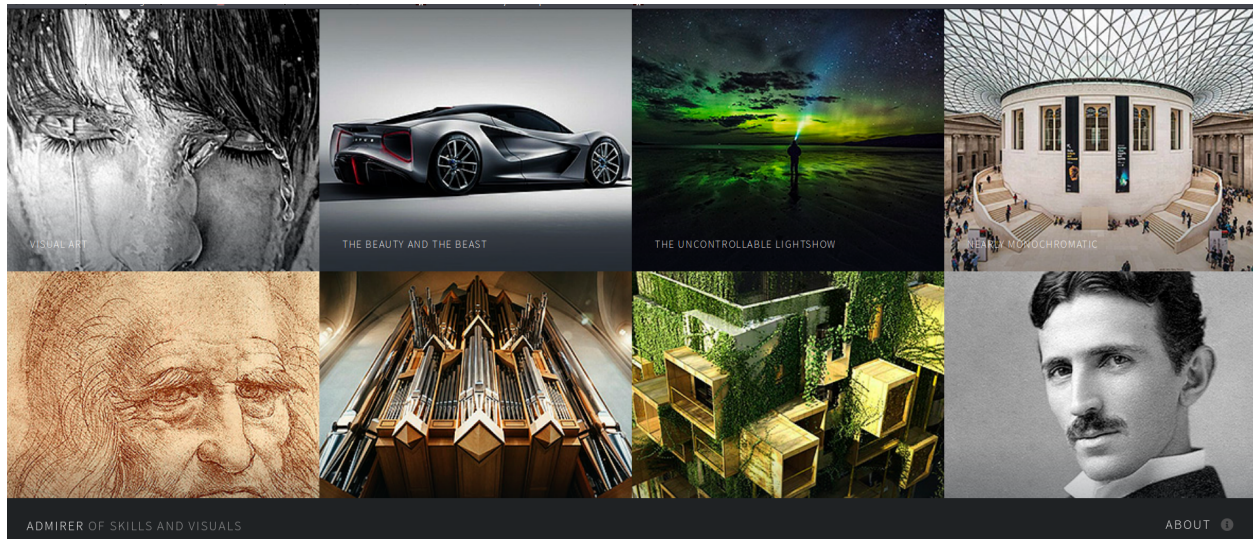 VISUAL ART
THE BEAUTY AND THE BEAST
THE UNCONTROLLABLE LIGHTSHOW
NEARLY MONOCHROMATIC
ADMIRER OF SKILLS AND VISUALS
ABOUT